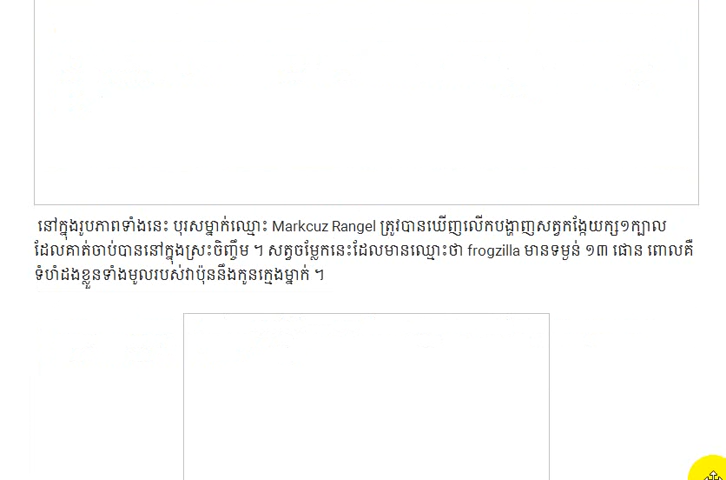 នៅក្នុងរូបភាពទាំងនេះ បុរសម្នាក់ឈ្មោះ Markcuz Rangel ត្រូវបានឃើញលើកបង្ហាញសត្វកង្កែយក្ស១ក្បាល
ដែលគាត់ចាប់បាននៅក្នុងស្រះចិញ្ចឹម ។ សត្វចម្លែកនេះដែលមានឈ្មោះថា frogzilla មានទម្ងន់ ១៣ ផោន ពោលគឺ
ទំហំដងខ្លួនទាំងមូលរបស់វាប៉ុននឹងកូនក្មេងម្នាក់ ។